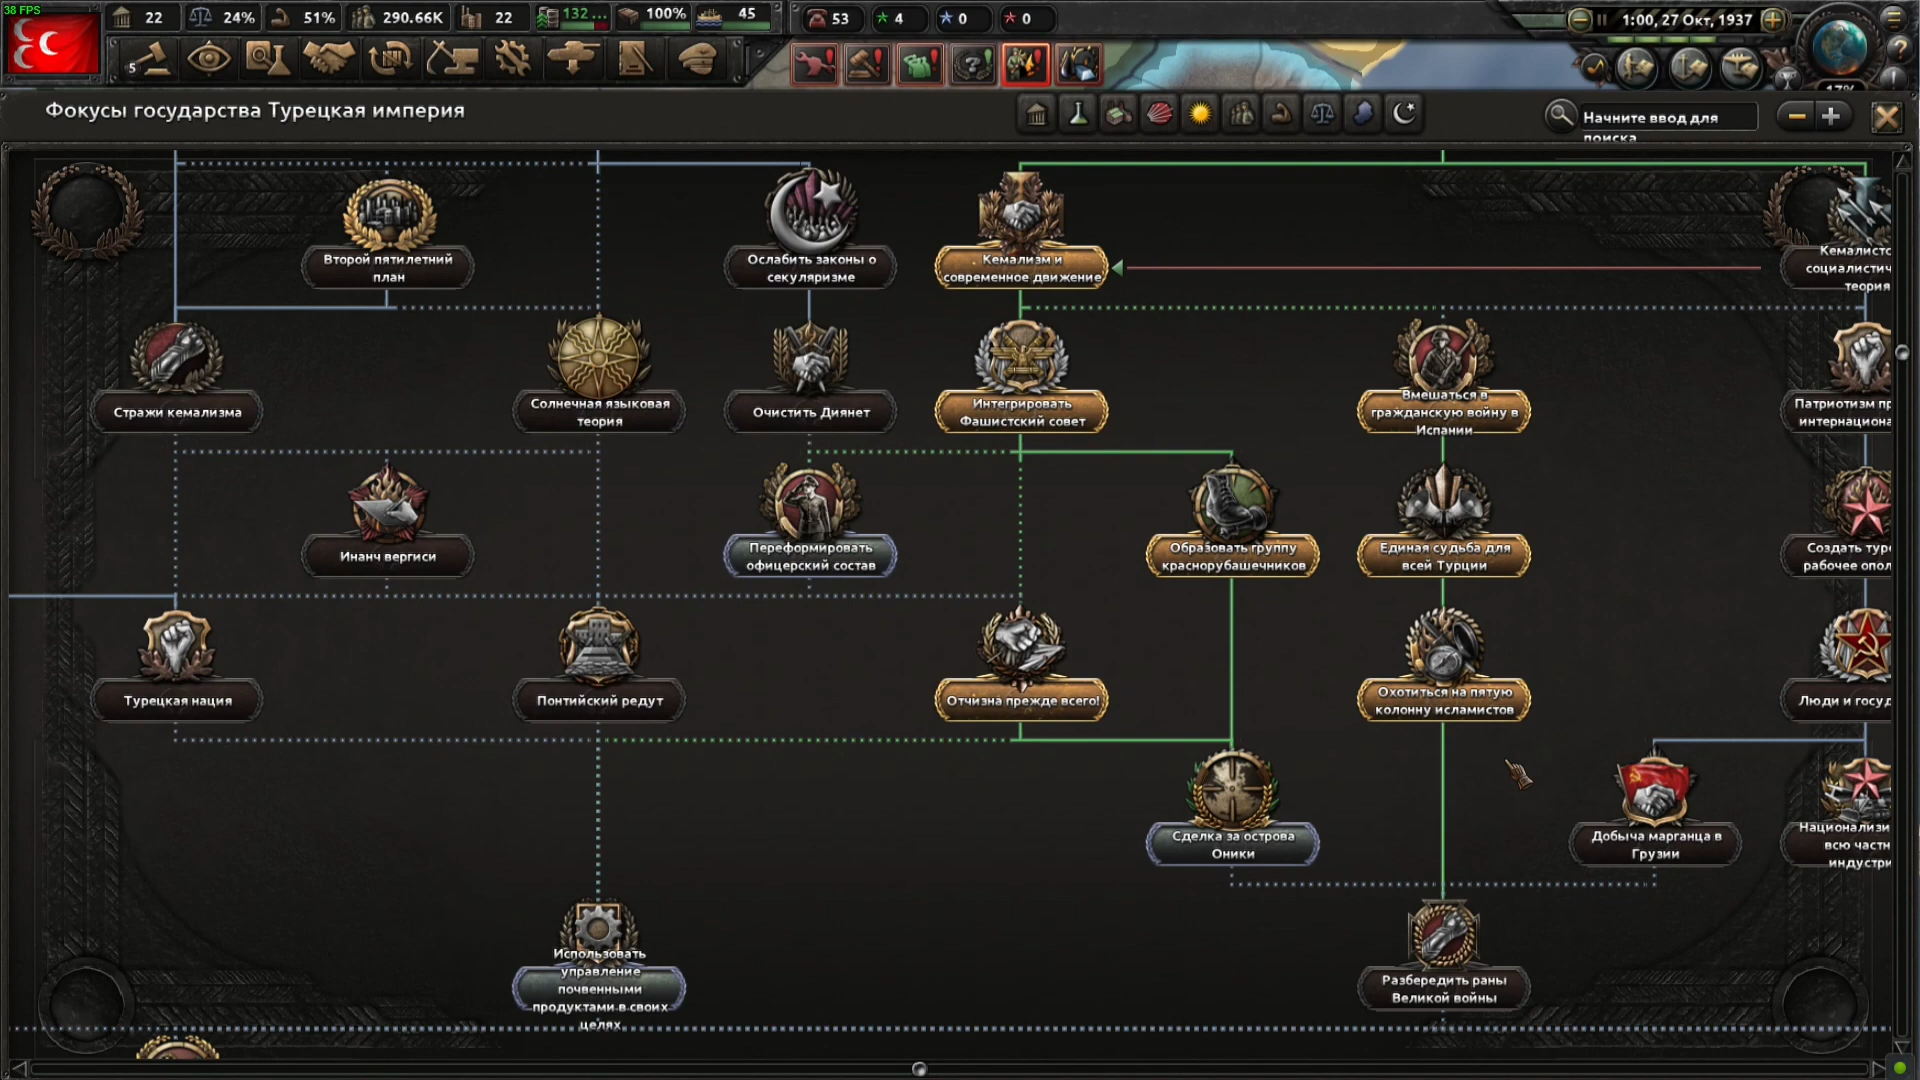 38 FPS
22
24%
51%
290.66K
22
132...
100%
45
53
4
0
0
1:00, 27 Окт, 1937
5
17%
Фокусы государства Турецкая империя
Начните ввод для
поиска
Второй пятилетний
план
Ослабить законы о
секуляризме
Кемализм и
современное движение
Кемалистс
социалистич
теория
Стражи кемализма
Солнечная языковая
теория
Очистить Диянет
Интегрировать
Фашистский совет
Вмешаться в
гражданскую войну в
Испании
Патриотизм пр
интернациона
Инанч вергиси
Переформировать
офицерский состав
Образовать группу
краснорубашечников
Единая судьба для
всей Турции
Создать туре
рабочее опол
Турецкая нация
Понтийский редут
Отчизна прежде всего!
Охотиться на пятую
колонну исламистов
Люди и госуд
Сделка за острова
Оники
Добыча марганца в
Грузии
Национализи
всю частн
индустри
Использовать
управление
почвенными
продуктами в своих
целях
Разбередить раны
Великой войны